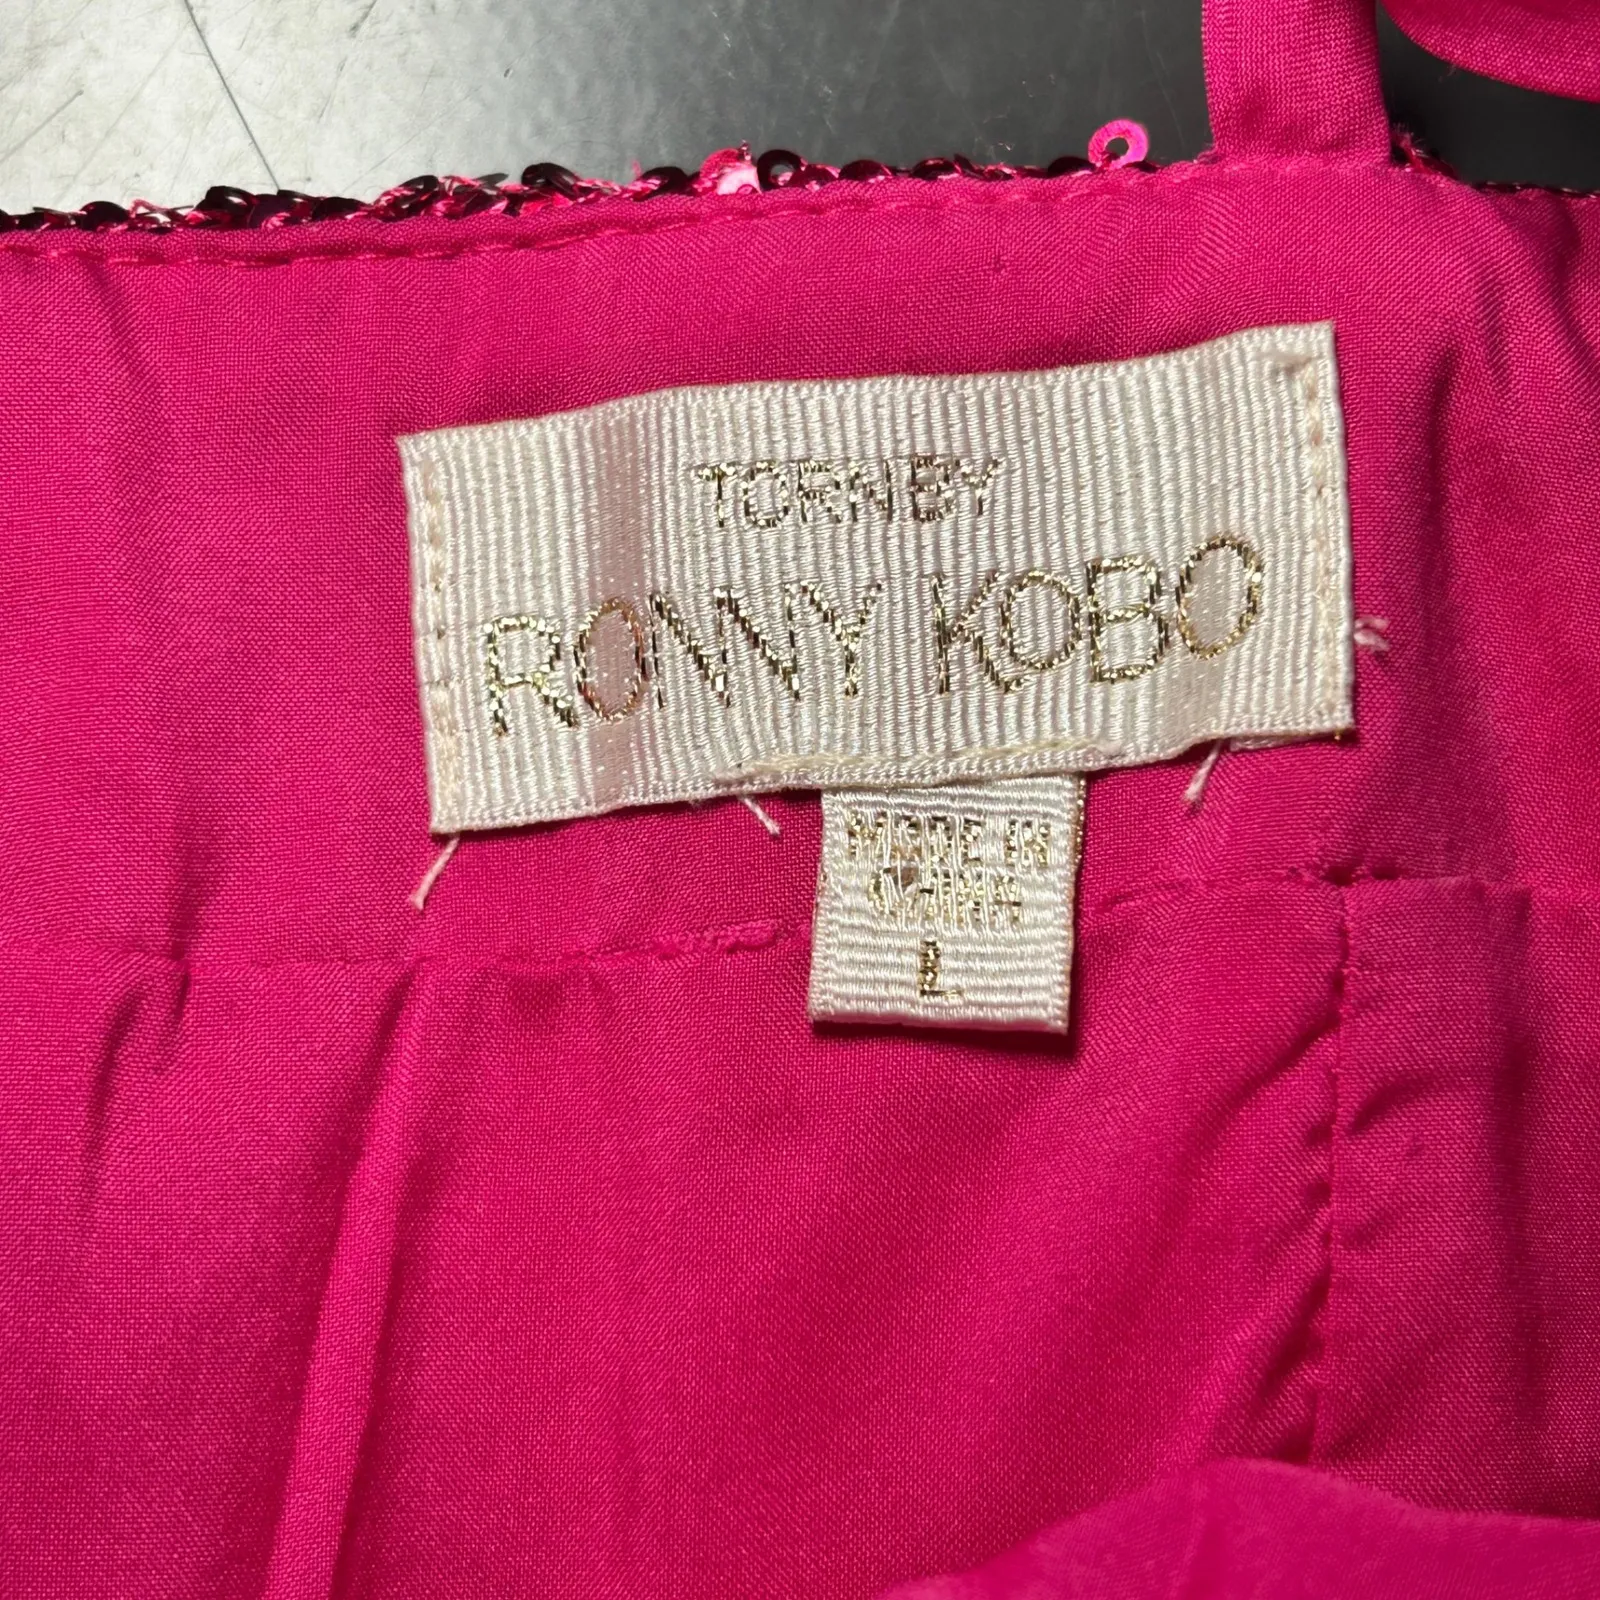 TORN BY
RONNY KOBO
MADE IN
CHINA
L